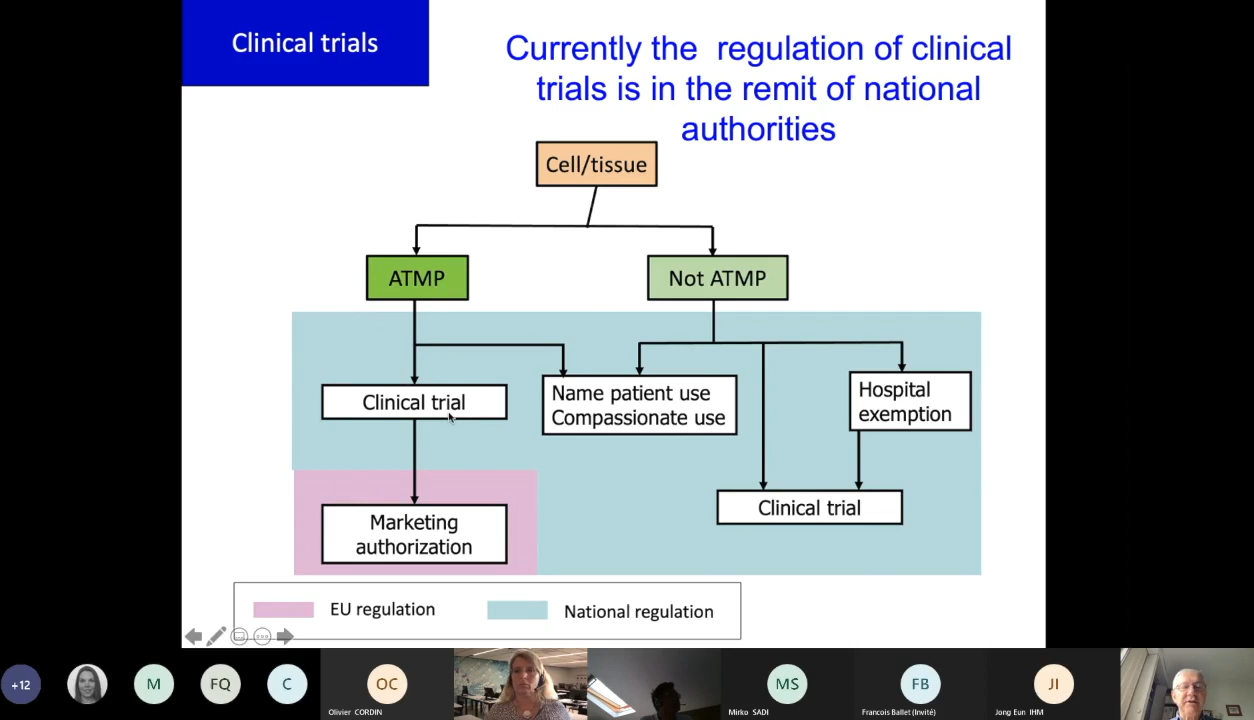 Clinical trials
Currently the regulation of clinical
trials is in the remit of national
authorities
Cell/tissue
ATMP
Not ATMP
Clinical trial
Name patient use
Compassionate use
Hospital
exemption
Clinical trial
Marketing
authorization
EU regulation
National regulation
+12
M
FQ
C
OC
MS
FB
JI
Olivier CORDIN
Mirko SADI
Francois Ballet (Invité)
Jong Eun IHM